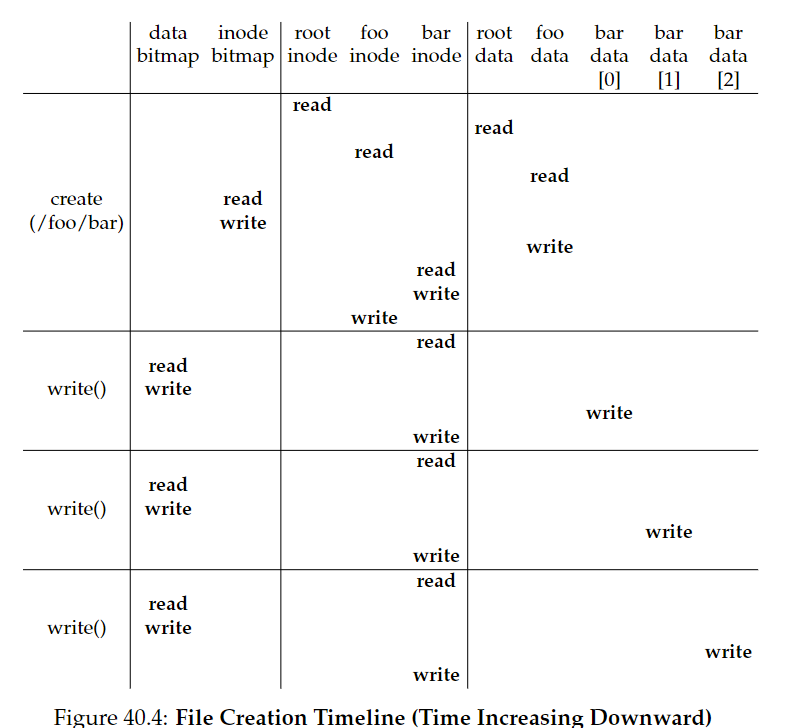 data inode root foo bar root foo bar bar bar
bitmap bitmap inode inode inode data data data data data
[0] [1] [2]
read
read
read
read
create read
(/foo/bar) write
write
read
write
write
read
read
write() write
write
write
read
read
write() write
write
write
read
read
write() write
write
write
Figure 40.4: File Creation Timeline (Time Increasing Downward)